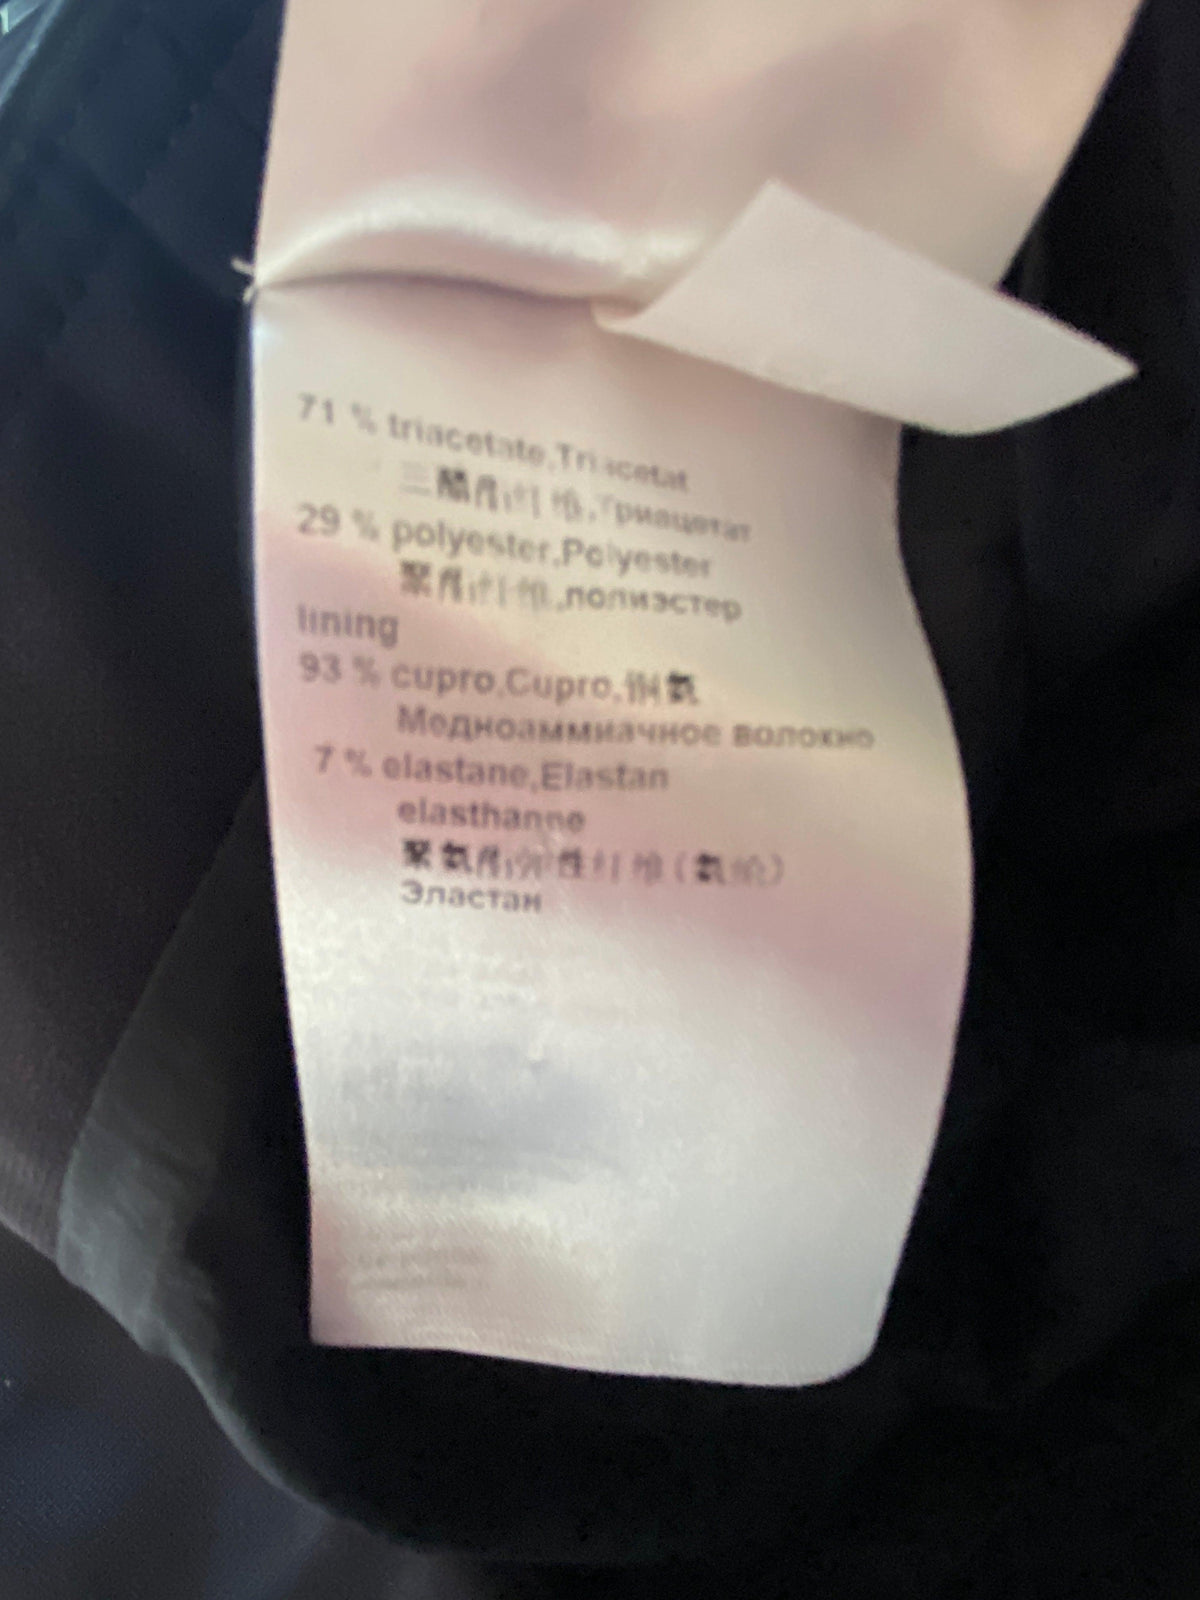 71 % triacetate,Triacetat
三醋酯纤维,Триацетат
29 % polyester,Polyester
聚酯纤维,полиэстер
lining
93 % cupro,Cupro,铜氨
Медноаммиачное волокно
7 % elastane,Elastan
elasthanne
聚氨酯弹性纤维(氨纶)
Эластан